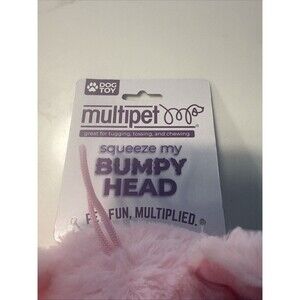 DOG
TOY
multipet
great for tugging, tossing, and chewing
squeeze my
BUMPY
HEAD
FUN, MULTIPLIED.